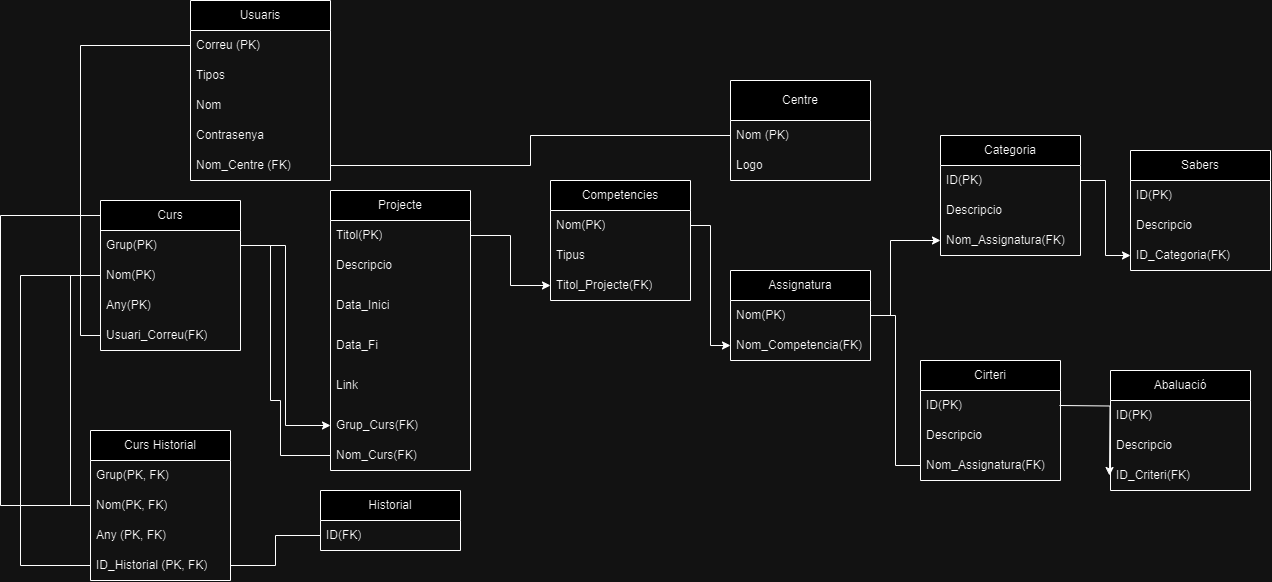 Usuaris
Correu (PK)
Tipos
Nom
Contrasenya
Nom_Centre (FK)
Centre
Nom (PK)
Logo
Categoria
ID(PK)
Descripcio
Nom_Assignatura(FK)
Sabers
ID(PK)
Descripcio
ID_Categoria(FK)
Curs
Grup(PK)
Nom(PK)
Any(PK)
Usuari_Correu(FK)
Projecte
Titol(PK)
Descripcio
Data_Inici
Data_Fi
Link
Grup_Curs(FK)
Nom_Curs(FK)
Competencies
Nom(PK)
Tipus
Titol_Projecte(FK)
Assignatura
Nom(PK)
Nom_Competencia(FK)
Cirteri
ID(PK)
Descripcio
Nom_Assignatura(FK)
Abaluació
ID(PK)
Descripcio
ID_Criteri(FK)
Curs Historial
Grup(PK, FK)
Nom(PK, FK)
Any (PK, FK)
ID_Historial (PK, FK)
Historial
ID(FK)